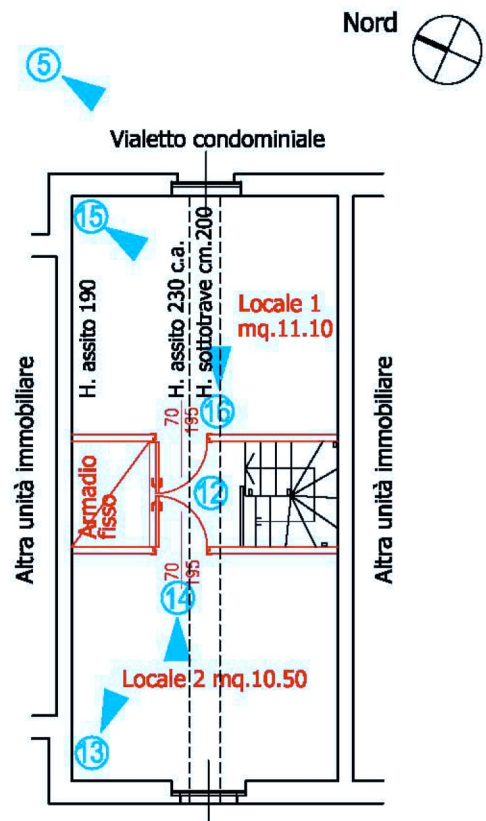 Nord
5
Vialetto condominiale
15
H. assito 190
H. assito 230 c.a.
H. sottotrave cm.200
Locale 1
mq.11.10
16
70
195
Altra unità immobiliare
Armadio
fisso
12
Altra unità immobiliare
70
195
14
Locale 2 mq.10.50
13